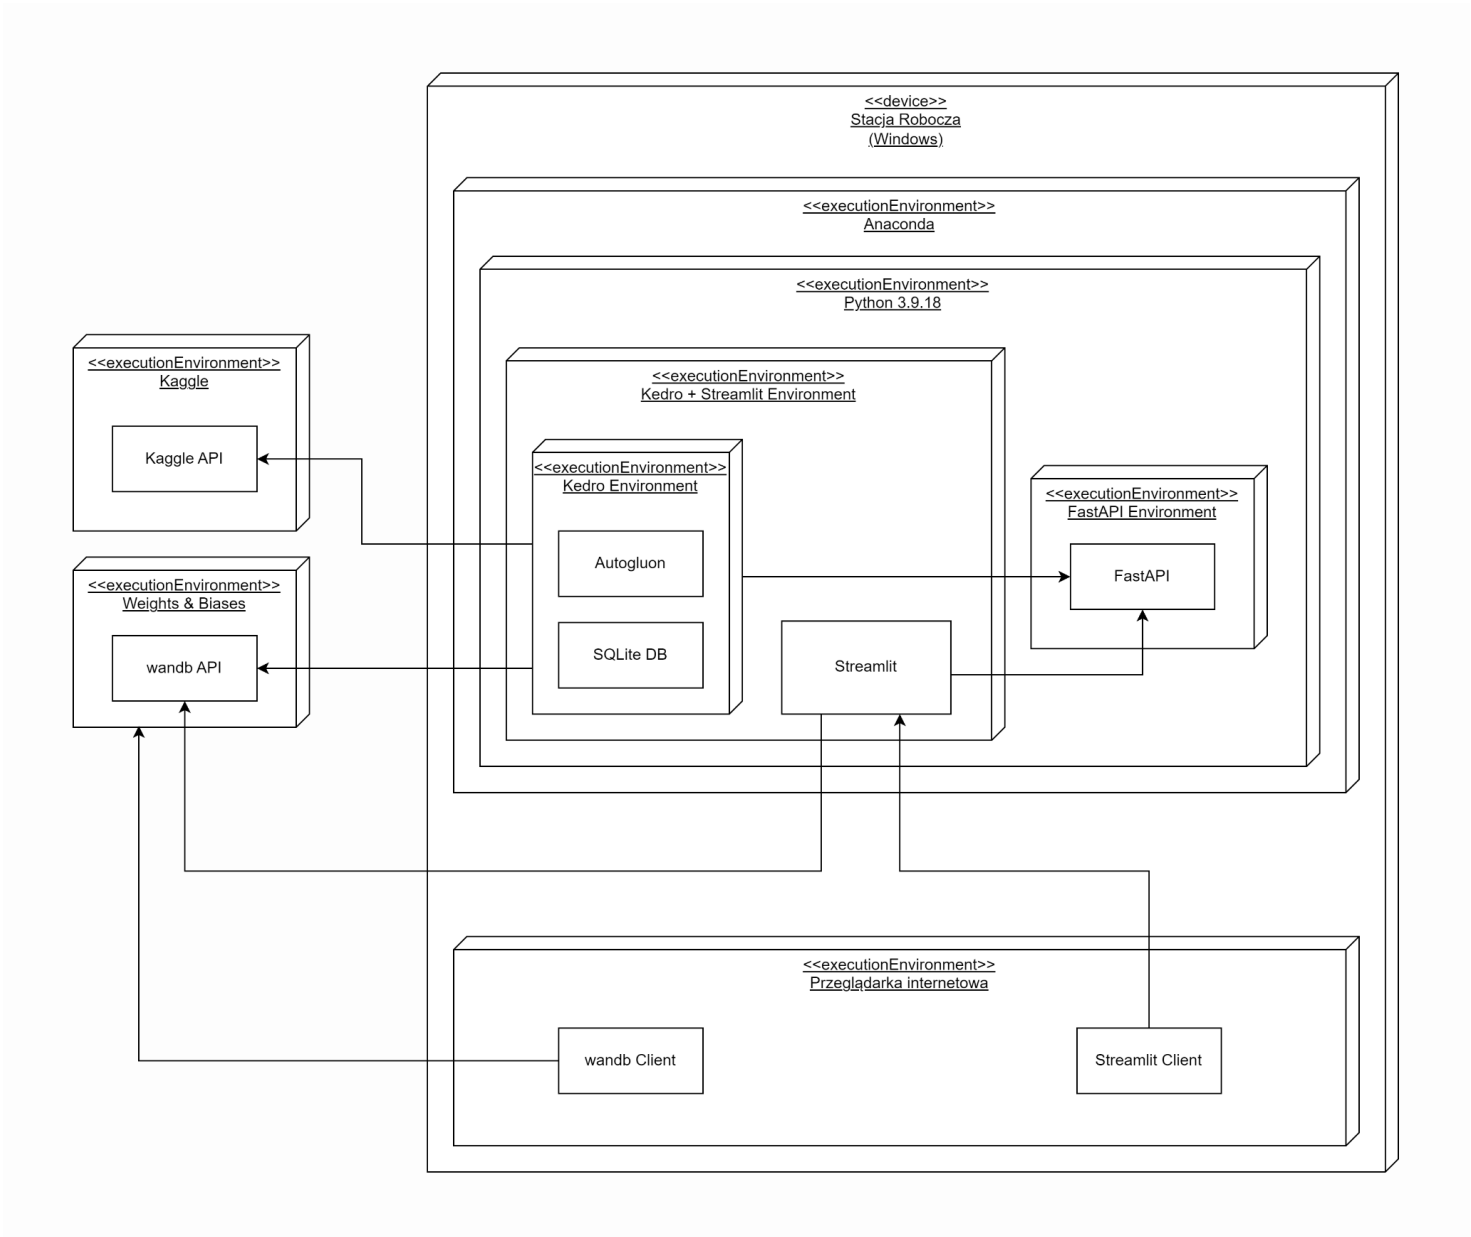 <<device>>
Stacja Robocza
(Windows)
<<executionEnvironment>>
Anaconda
<<executionEnvironment>>
Python 3.9.18
<<executionEnvironment>>
Kaggle
Kaggle API
<<executionEnvironment>>
Kedro + Streamlit Environment
<<executionEnvironment>>
Kedro Environment
Autogluon
SQLite DB
Streamlit
<<executionEnvironment>>
FastAPI Environment
FastAPI
<<executionEnvironment>>
Weights & Biases
wandb API
<<executionEnvironment>>
Przeglądarka internetowa
wandb Client
Streamlit Client